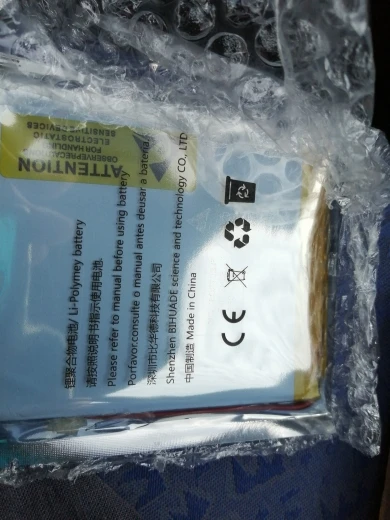 ATTENTION
OBSERVE PRECAUTIONS
FOR HANDLING
ELECTROSTATIC
SENSITIVE DEVICES
锂聚合物电池/ Li-Polymey battery
请按照说明书指示使用电池.
Please refer to manual before using battery
Porfavor.consulte o manual antes deusar a bateria
深圳市比华德科技有限公司
Shenzhen BIHUADE science and technology CO., LTD
中国制造 Made in China
CE